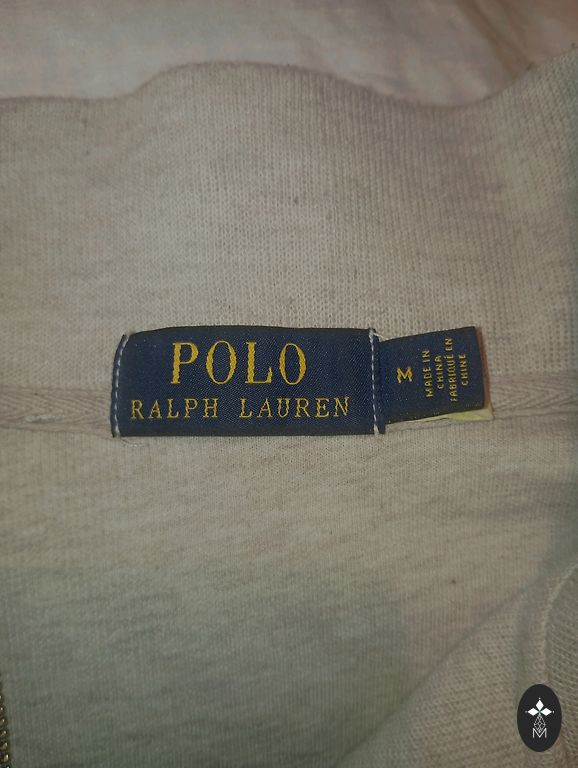 POLO
RALPH LAUREN
M
MADE IN
CHINA
FABRIQUÉ EN
CHINE
M